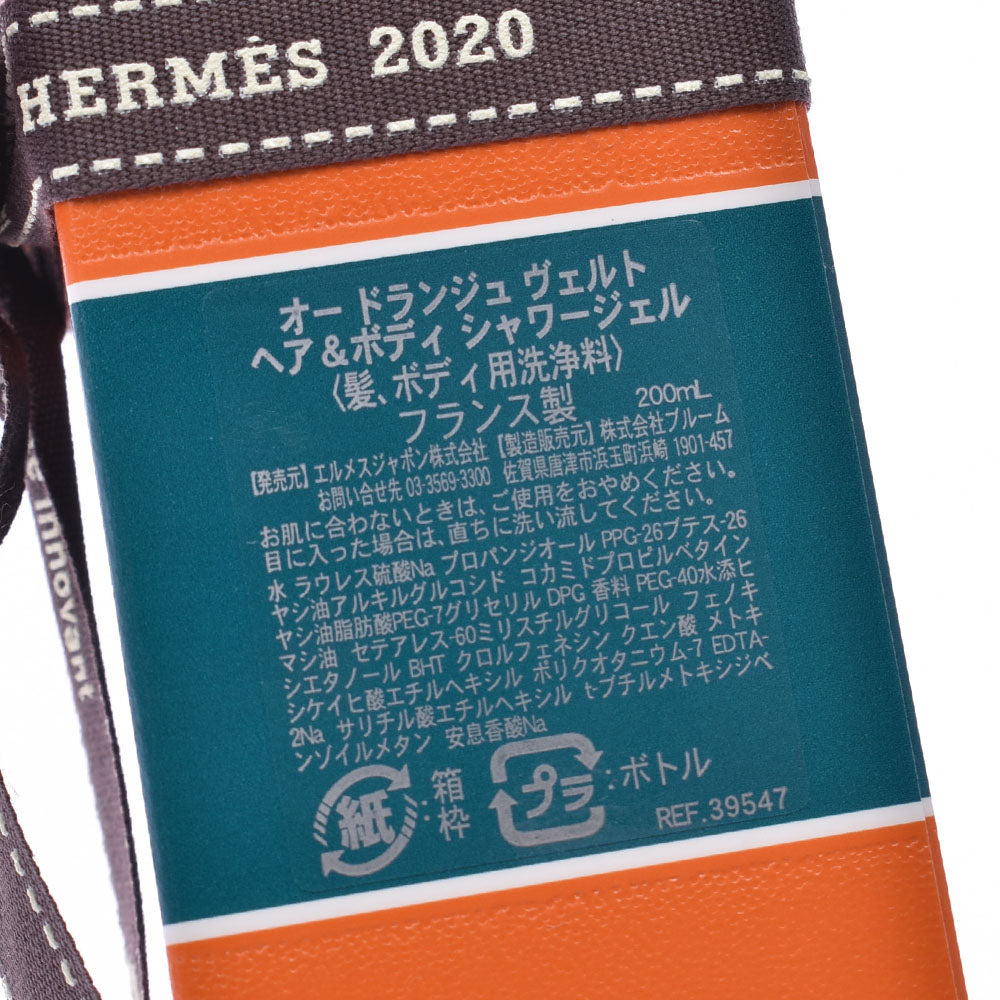 HERMÈS 2020
オー ドランジュ ヴェルト
ヘア&ボディ シャワージェル
〈髪、ボディ用洗浄料〉
フランス製 200mL
【発売元】エルメスジャポン株式会社 【製造販売元】株式会社ブルーム
お問い合せ先 03-3569-3300 佐賀県唐津市浜玉町浜崎 1901-457
お肌に合わないときは、ご使用をおやめください。
目に入った場合は、直ちに洗い流してください。
水 ラウレス硫酸Na プロパンジオール PPG-26ブテス-26
ヤシ油アルキルグルコシド コカミドプロピルベタイン
ヤシ油脂肪酸PEG-7グリセリル DPG 香料 PEG-40水添ヒ
マシ油 セテアレス-60ミリスチルグリコール フェノキ
シエタノール BHT クロルフェネシン クエン酸 メトキ
シケイヒ酸エチルヘキシル ポリクオタニウム-7 EDTA-
2Na サリチル酸エチルヘキシル t-ブチルメトキシジベ
ンゾイルメタン 安息香酸Na
紙:箱
枠
プラ:ボトル
REF. 39547
e innovant